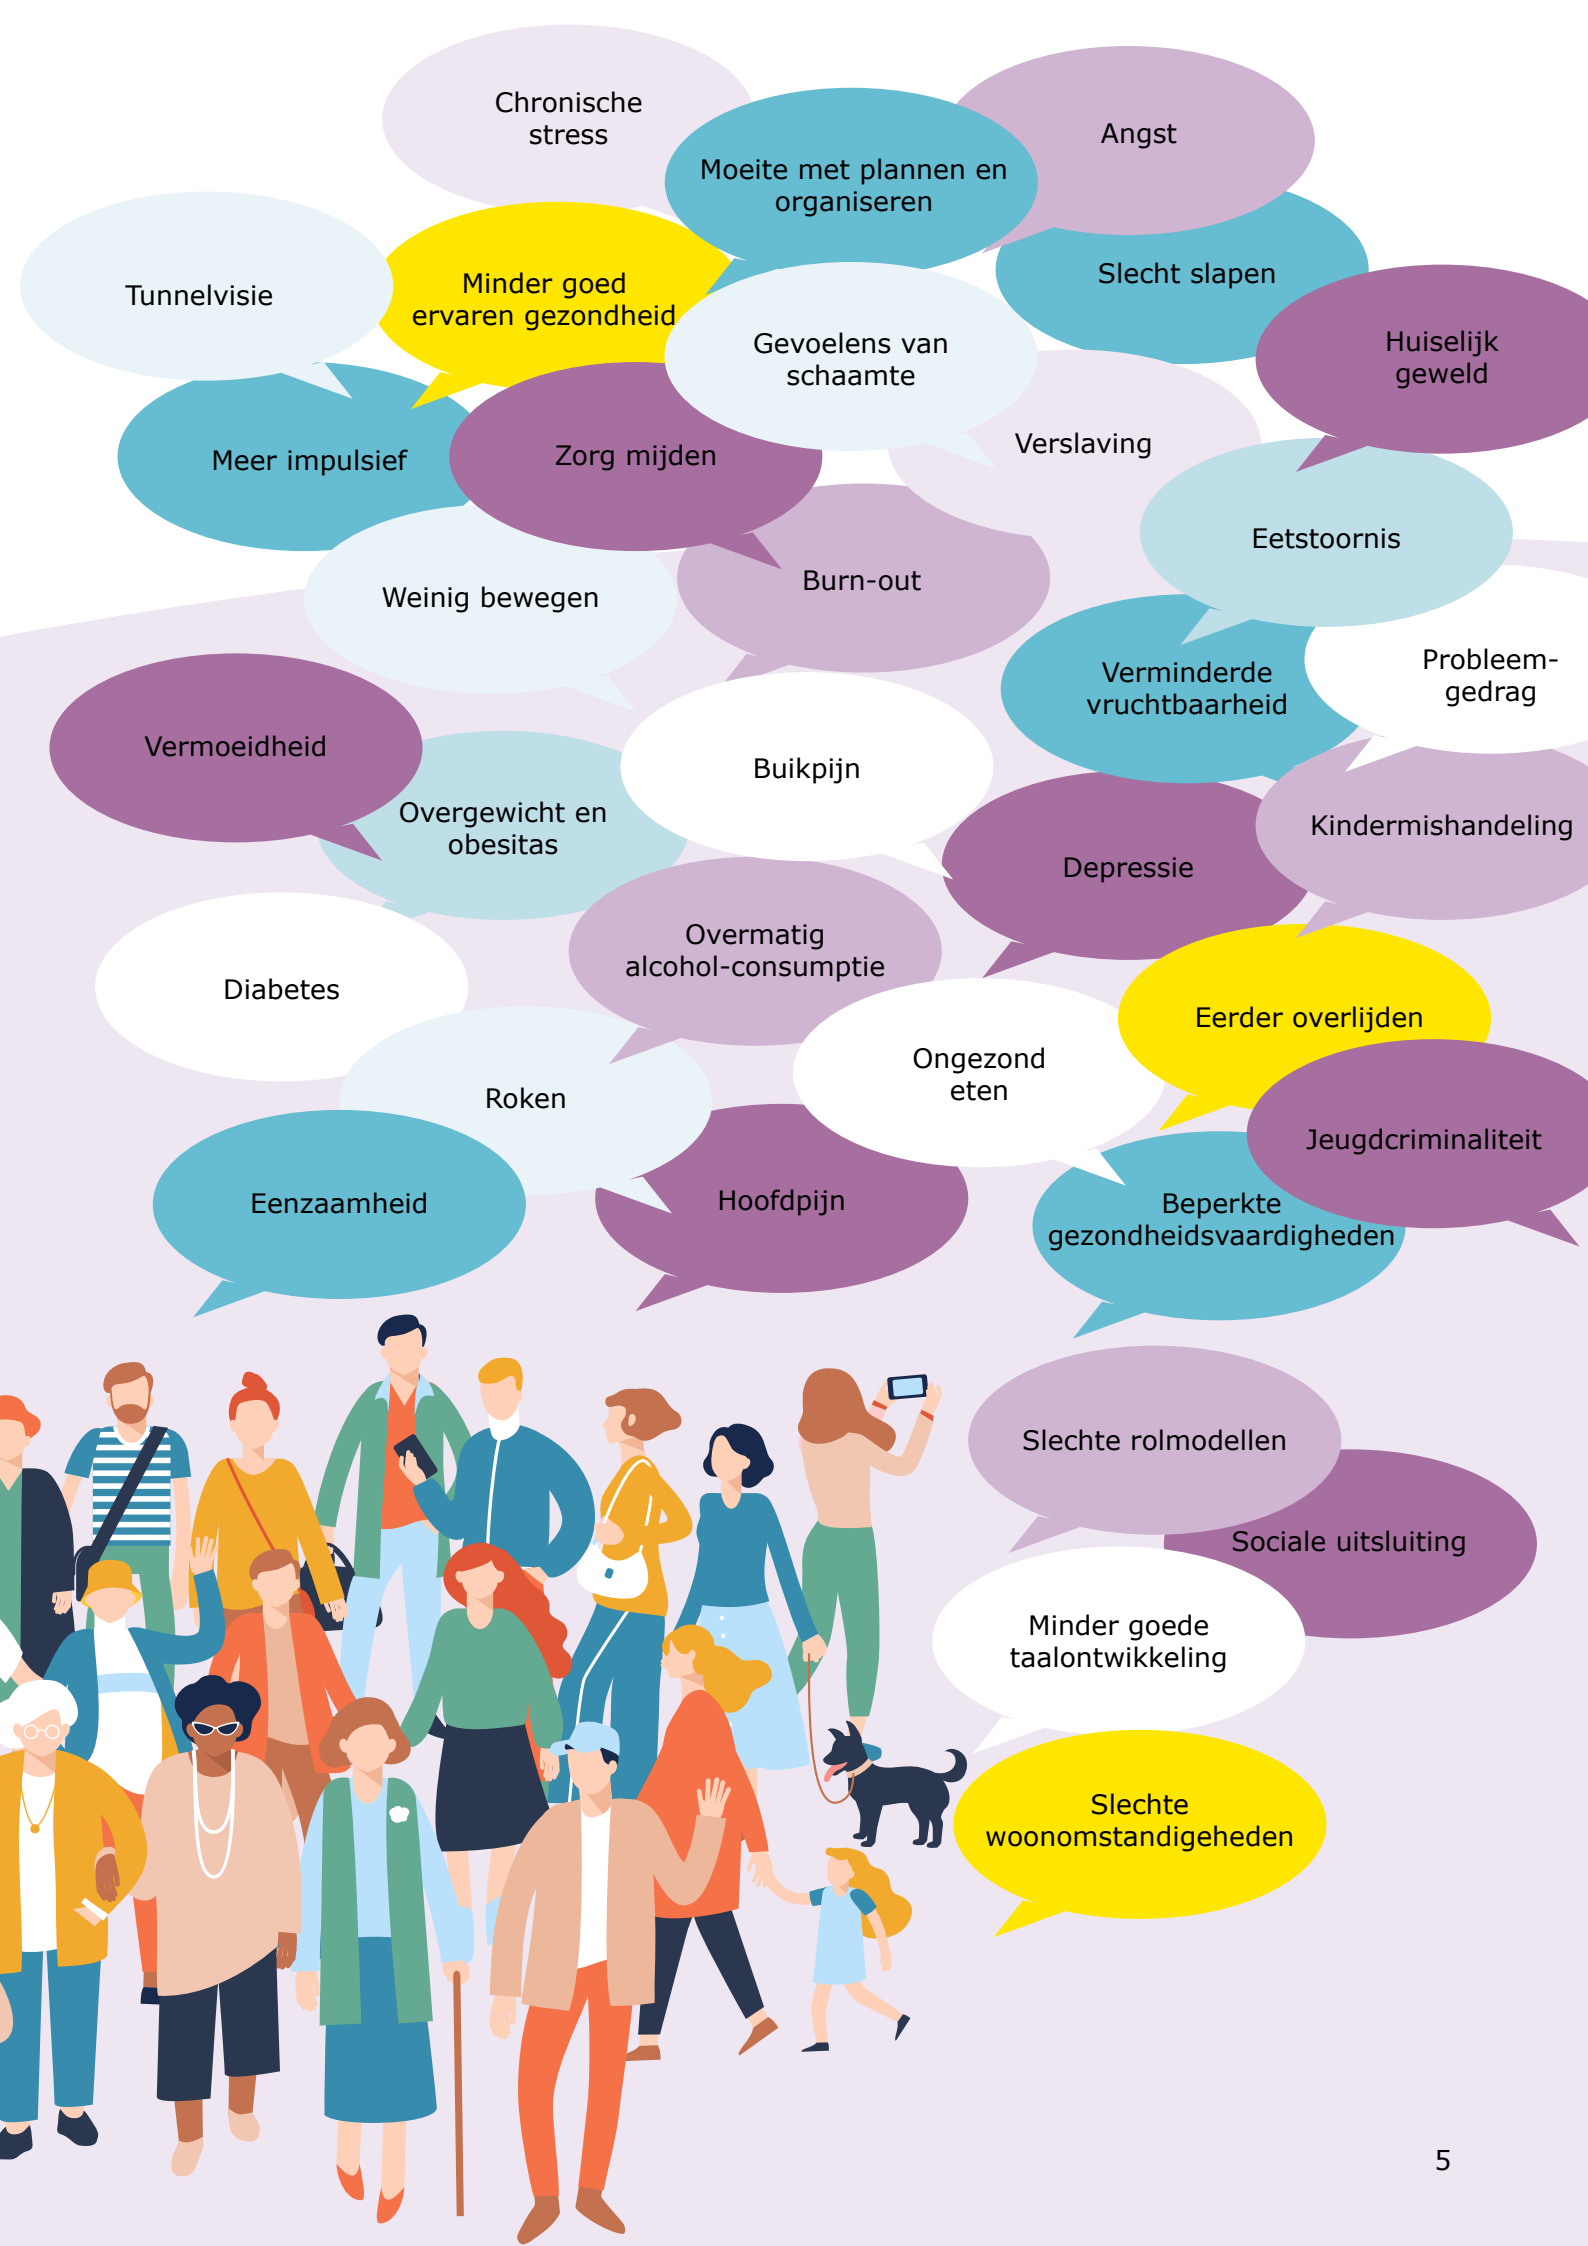 Chronische
stress
Angst
Moeite met plannen en
organiseren
Slecht slapen
Tunnelvisie
Minder goed
ervaren gezondheid
Gevoelens van
schaamte
Huiselijk
geweld
Meer impulsief
Zorg mijden
Verslaving
Eetstoornis
Weinig bewegen
Burn-out
Verminderde
vruchtbaarheid
Probleem-
gedrag
Vermoeidheid
Buikpijn
Overgewicht en
obesitas
Kindermishandeling
Depressie
Overmatig
alcohol-consumptie
Diabetes
Eerder overlijden
Ongezond
eten
Roken
Jeugdcriminaliteit
Eenzaamheid
Hoofdpijn
Beperkte
gezondheidsvaardigheden
Slechte rolmodellen
Sociale uitsluiting
Minder goede
taalontwikkeling
Slechte
woonomstandigeheden
5